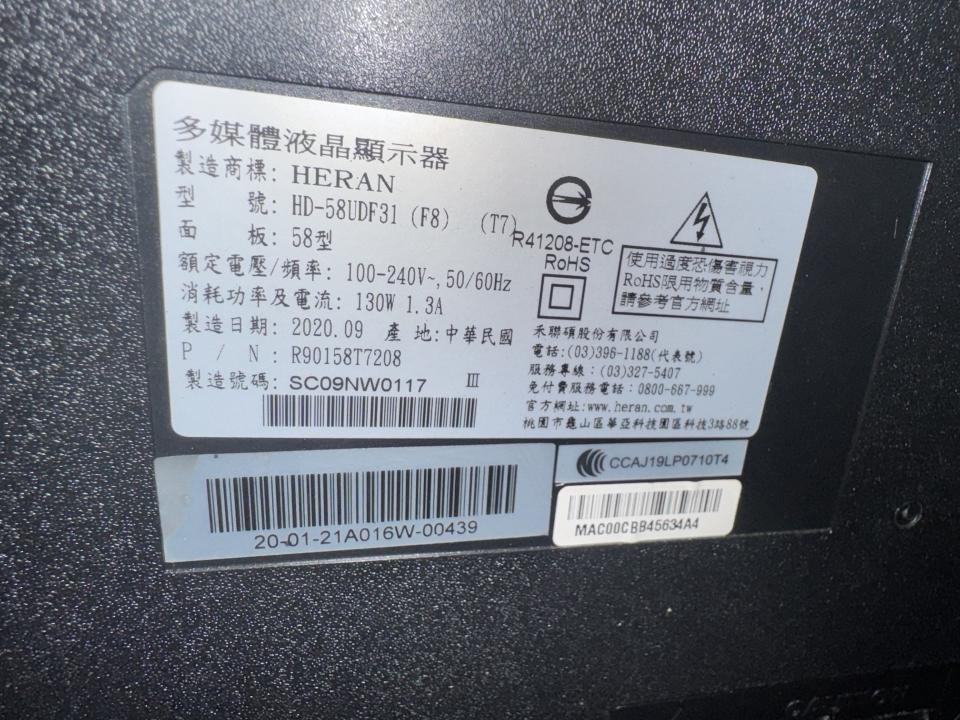 多媒體液晶顯示器
製造商標: HERAN
型 號: HD-58UDF31 (F8) (T7)
面 板: 58型
額定電壓/頻率: 100-240V~, 50/60Hz
消耗功率及電流: 130W 1.3A
製造日期: 2020.09 產 地:中華民國
P / N : R90158T7208
製造號碼: SC09NW0117 III
R41208-ETC
RoHS
使用過度恐傷害視力
RoHS限用物質含量,
請參考官方網址
禾聯碩股份有限公司
電話:(03)396-1188(代表號)
服務專線:(03)327-5407
免付費服務電話:0800-667-999
官方網址:www.heran.com.tw
桃園市龜山區華亞科技園區科技3路88號
20-01-21A016W-00439
CCAJ19LP0710T4
MAC00CBB45634A4